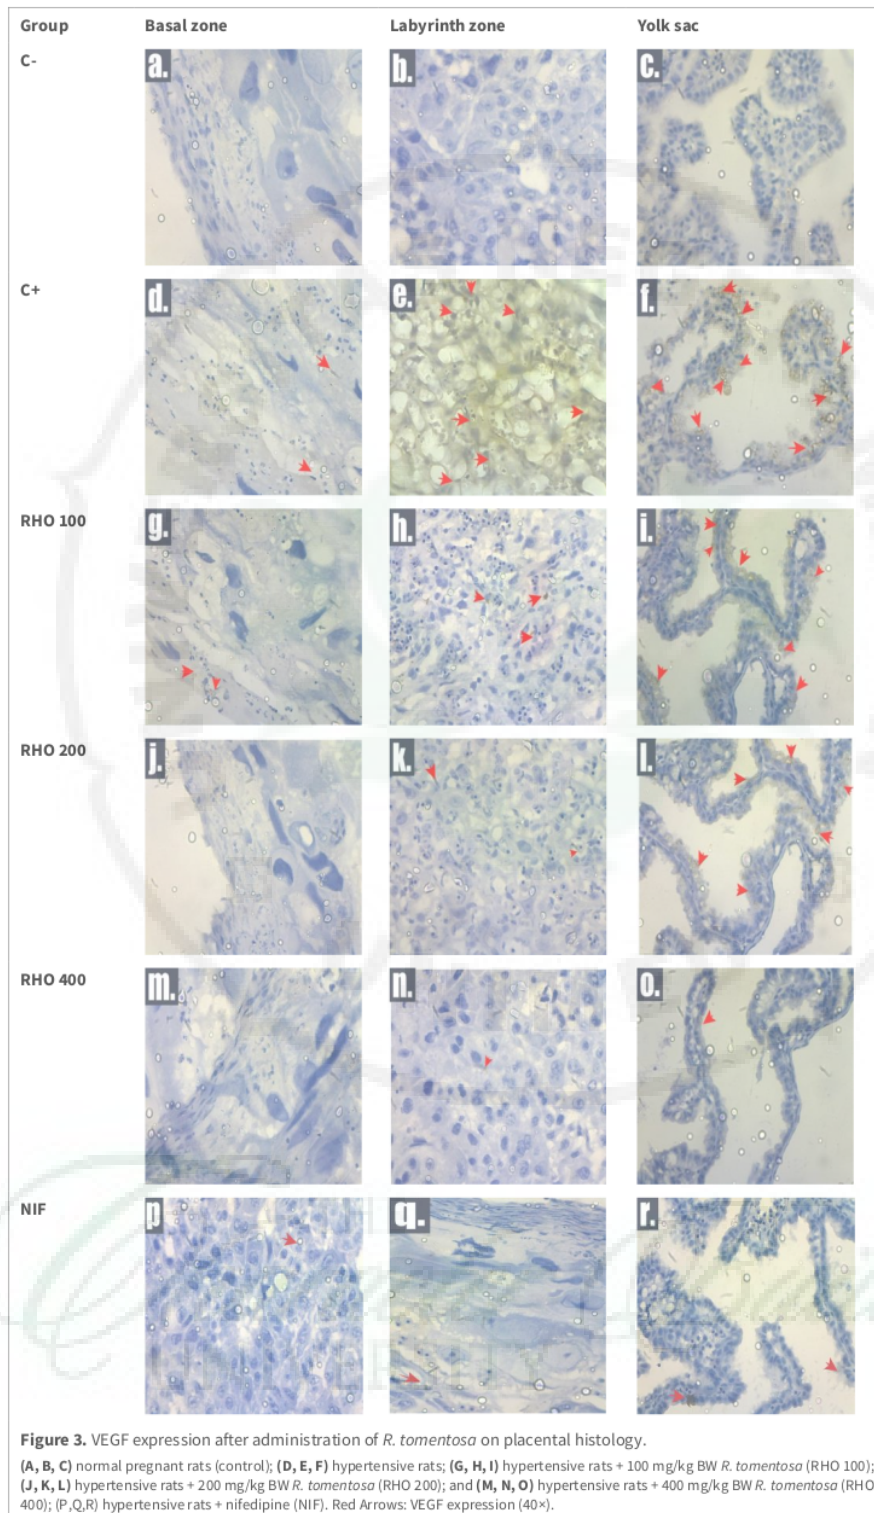 Group Basal zone Labyrinth zone Yolk sac
C-
a. b. c.
C+
d. e. f.
RHO 100
g. h. i.
RHO 200
j. k. l.
RHO 400
m. n. o.
NIF
p q. r.
UNIVERSITY
Figure 3. VEGF expression after administration of R. tomentosa on placental histology.
(A, B, C) normal pregnant rats (control); (D, E, F) hypertensive rats; (G, H, I) hypertensive rats + 100 mg/kg BW R. tomentosa (RHO 100);
(J, K, L) hypertensive rats + 200 mg/kg BW R. tomentosa (RHO 200); and (M, N, O) hypertensive rats + 400 mg/kg BW R. tomentosa (RHO
400); (P,Q,R) hypertensive rats + nifedipine (NIF). Red Arrows: VEGF expression (40×).